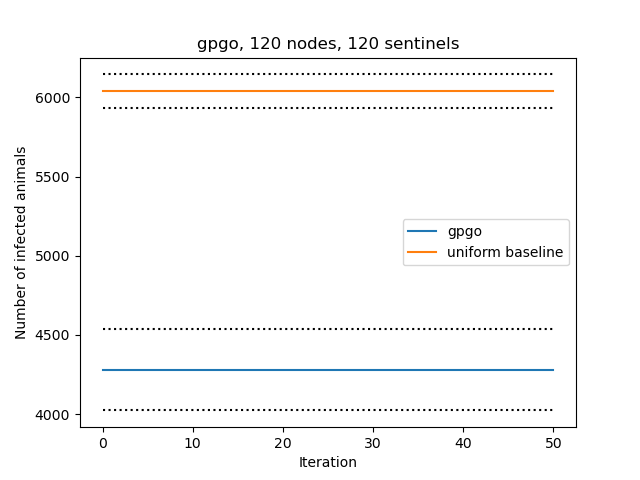 gpgo, 120 nodes, 120 sentinels
6000
5500
5000
4500
4000
Number of infected animals
gpgo
uniform baseline
0 10 20 30 40 50
Iteration